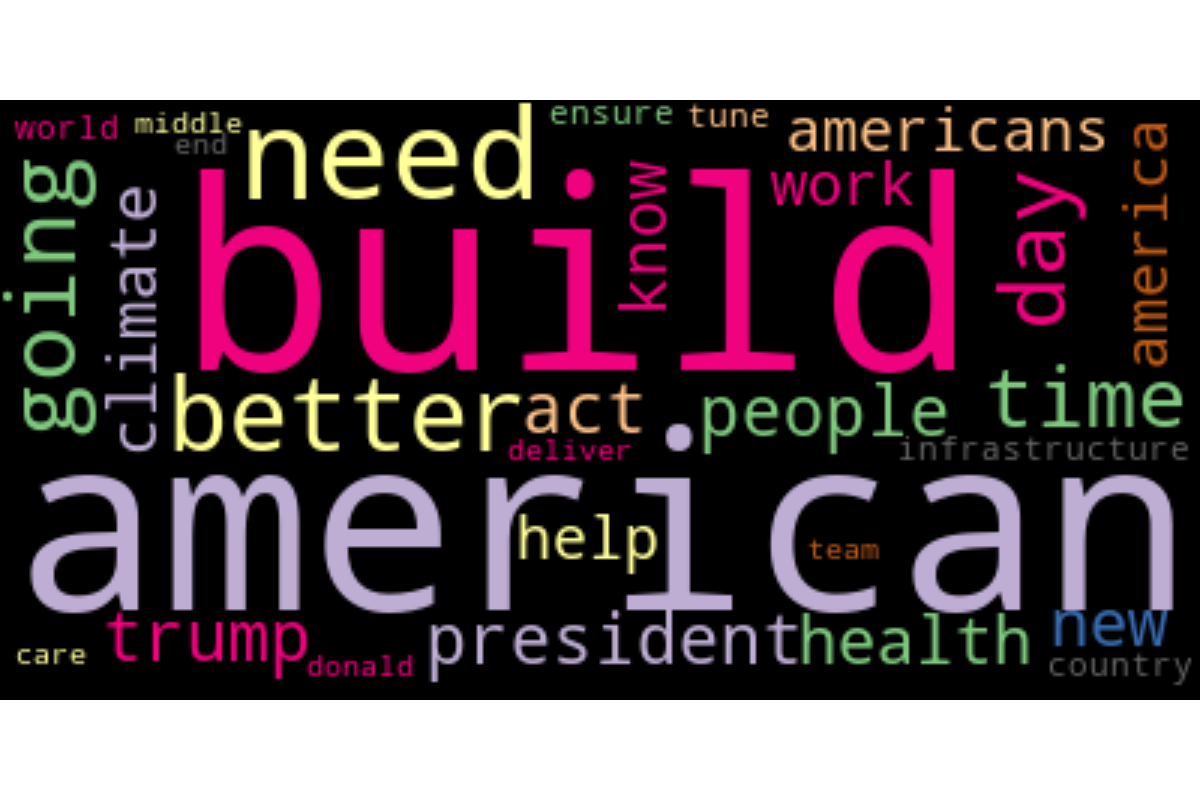 world
middle
end
need
ensure
tune
americans
america
going
climate
build
know
work
day
better
act
deliver
people
time
infrastructure
american
help
team
care
trump
donald
president
health
new
country